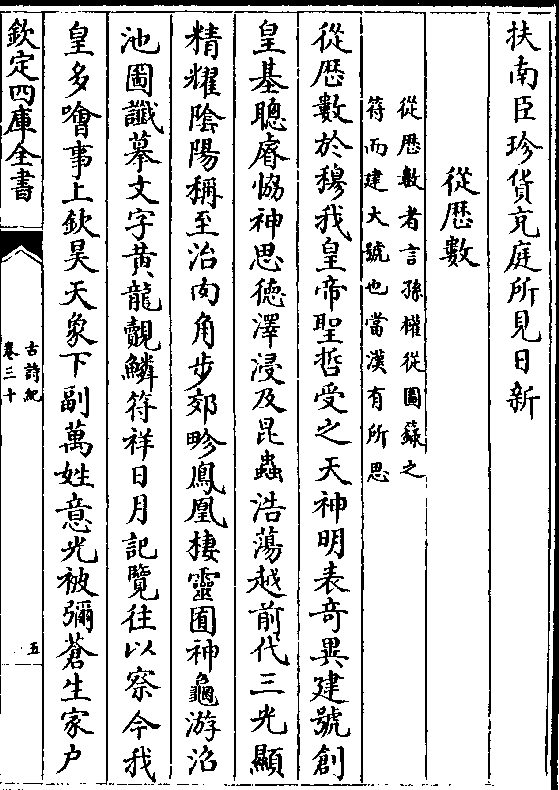 扶南臣珍貨充庭所見日新
從歷數
從歷數者言孫權從圖籙之
符而建大號也當漢有所思
從歷數於穆我皇帝聖哲受之天神明表奇異建號創
皇基聰睿恊神思德澤浸及昆蟲浩蕩越前代三光顯
精耀陰陽稱至治肉角步郊畛鳳凰棲靈囿神龜游沼
池圖讖摹文字黃龍覿鱗符祥日月記覽往以察今我
皇多噲事上欽昊天象下副萬姓意光被彌蒼生家户
欽定四庫全書
古詩紀
卷三十
五